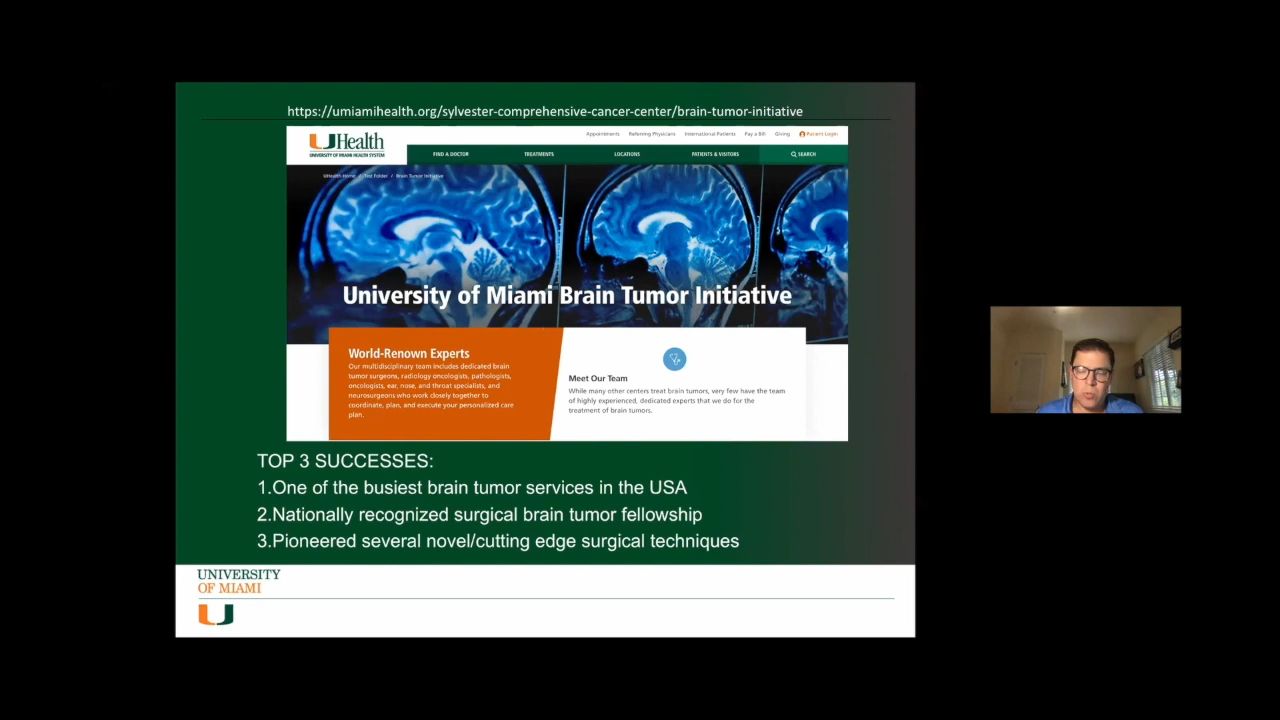 https://umiamihealth.org/sylvester-comprehensive-cancer-center/brain-tumor-initiative
Appointments Referring Physicians International Patients Pay a Bill Giving Patient Login
UHealth
UNIVERSITY OF MIAMI HEALTH SYSTEM
FIND A DOCTOR TREATMENTS LOCATIONS PATIENTS & VISITORS SEARCH
UHealth Home / Test Folder / Brain Tumor Initiative
University of Miami Brain Tumor Initiative
World-Renown Experts
Our multidisciplinary team includes dedicated brain
tumor surgeons, radiology oncologists, pathologists,
oncologists, ear, nose, and throat specialists, and
neurosurgeons who work closely together to
coordinate, plan, and execute your personalized care
plan.
Meet Our Team
While many other centers treat brain tumors, very few have the team
of highly experienced, dedicated experts that we do for the
treatment of brain tumors.
TOP 3 SUCCESSES:
1.One of the busiest brain tumor services in the USA
2.Nationally recognized surgical brain tumor fellowship
3.Pioneered several novel/cutting edge surgical techniques
UNIVERSITY
OF MIAMI